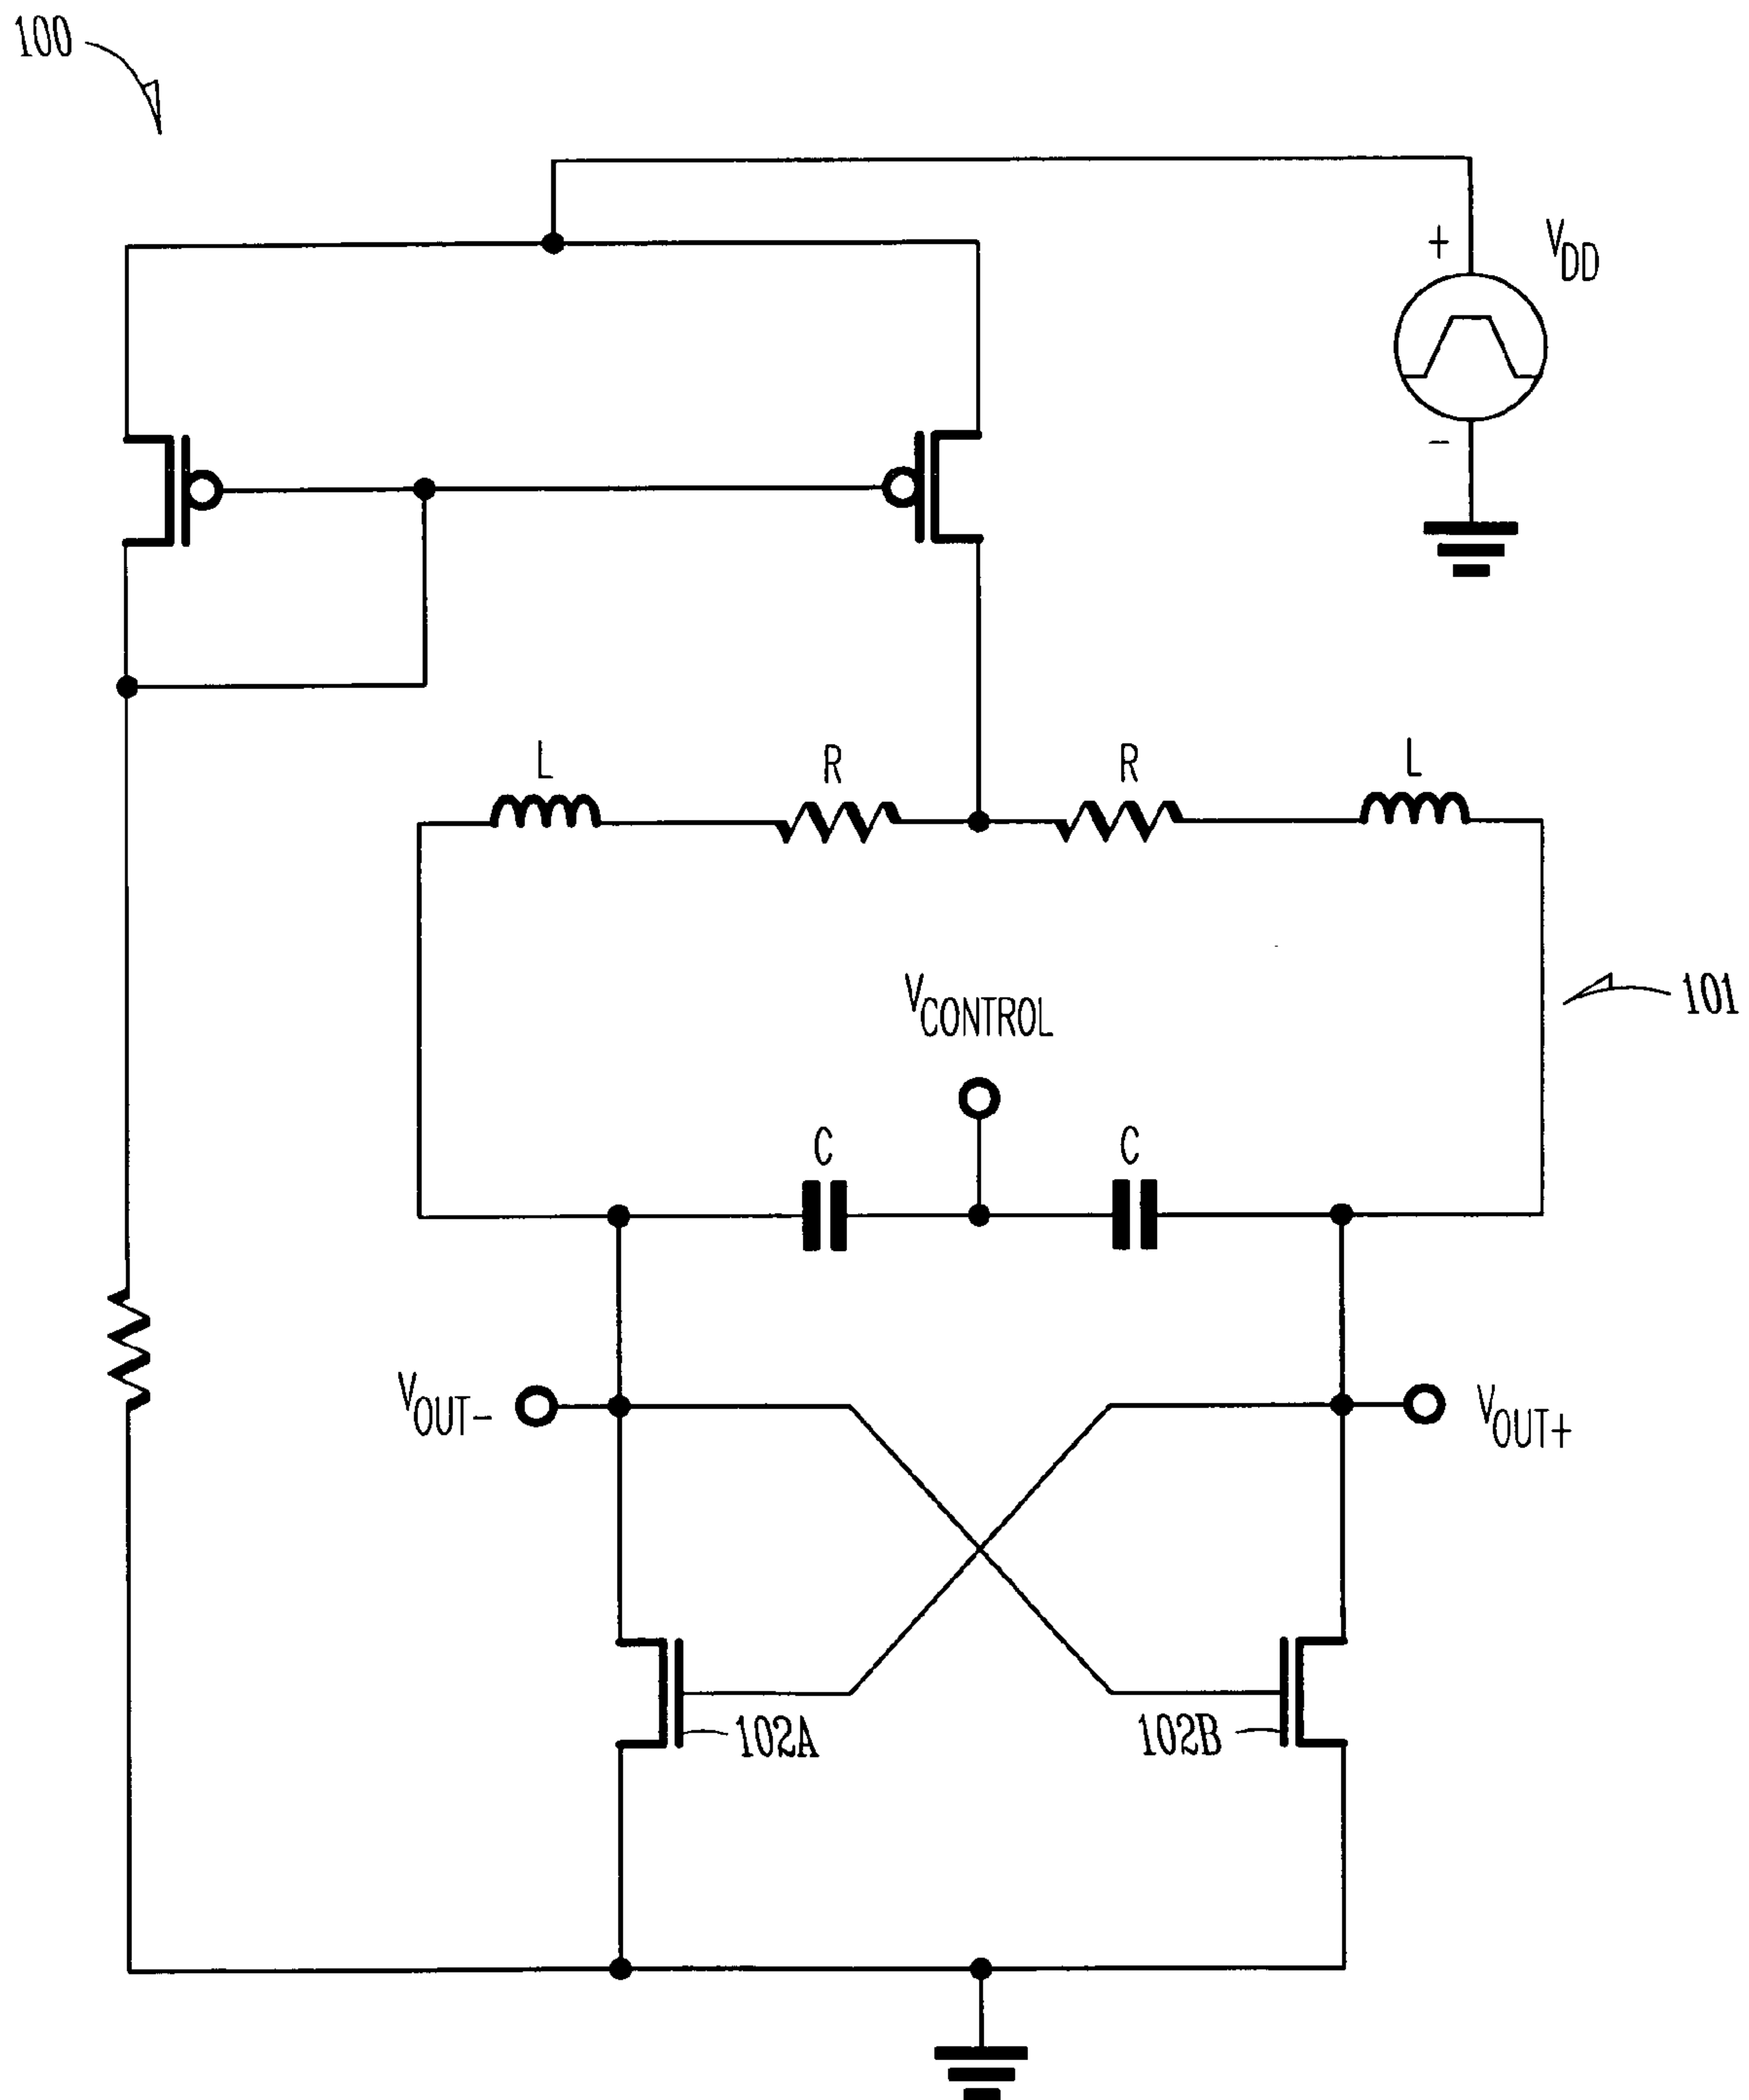 100
+
VDD
-
L
R
R
L
VCONTROL
101
C
C
VOUT-
VOUT+
102A
102B